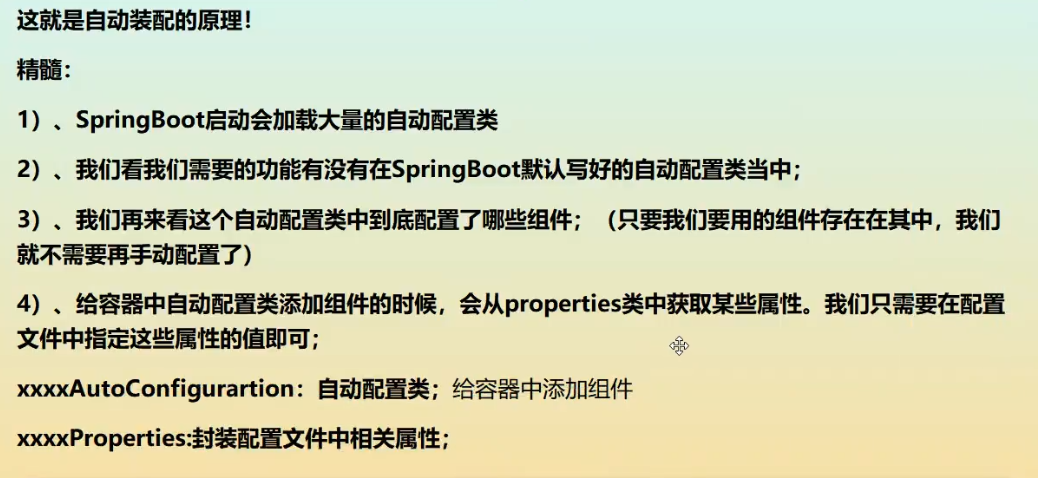 这就是自动装配的原理！
精髓：
1）、SpringBoot启动会加载大量的自动配置类
2）、我们看我们需要的功能有没有在SpringBoot默认写好的自动配置类当中；
3）、我们再来看这个自动配置类中到底配置了哪些组件；（只要我们要用的组件存在在其中，我们
就不需要再手动配置了）
4）、给容器中自动配置类添加组件的时候，会从properties类中获取某些属性。我们只需要在配置
文件中指定这些属性的值即可；
xxxxAutoConfigurartion：自动配置类；给容器中添加组件
xxxxProperties:封装配置文件中相关属性；